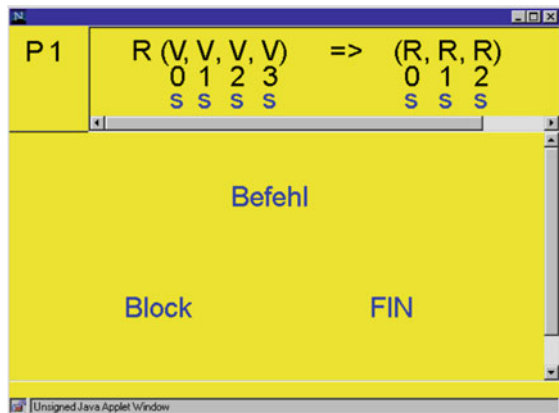 N
P1
R (V, V, V, V) => (R, R, R)
0 1 2 3 0 1 2
s s s s s s s
Befehl
Block FIN
Unsigned Java Applet Window